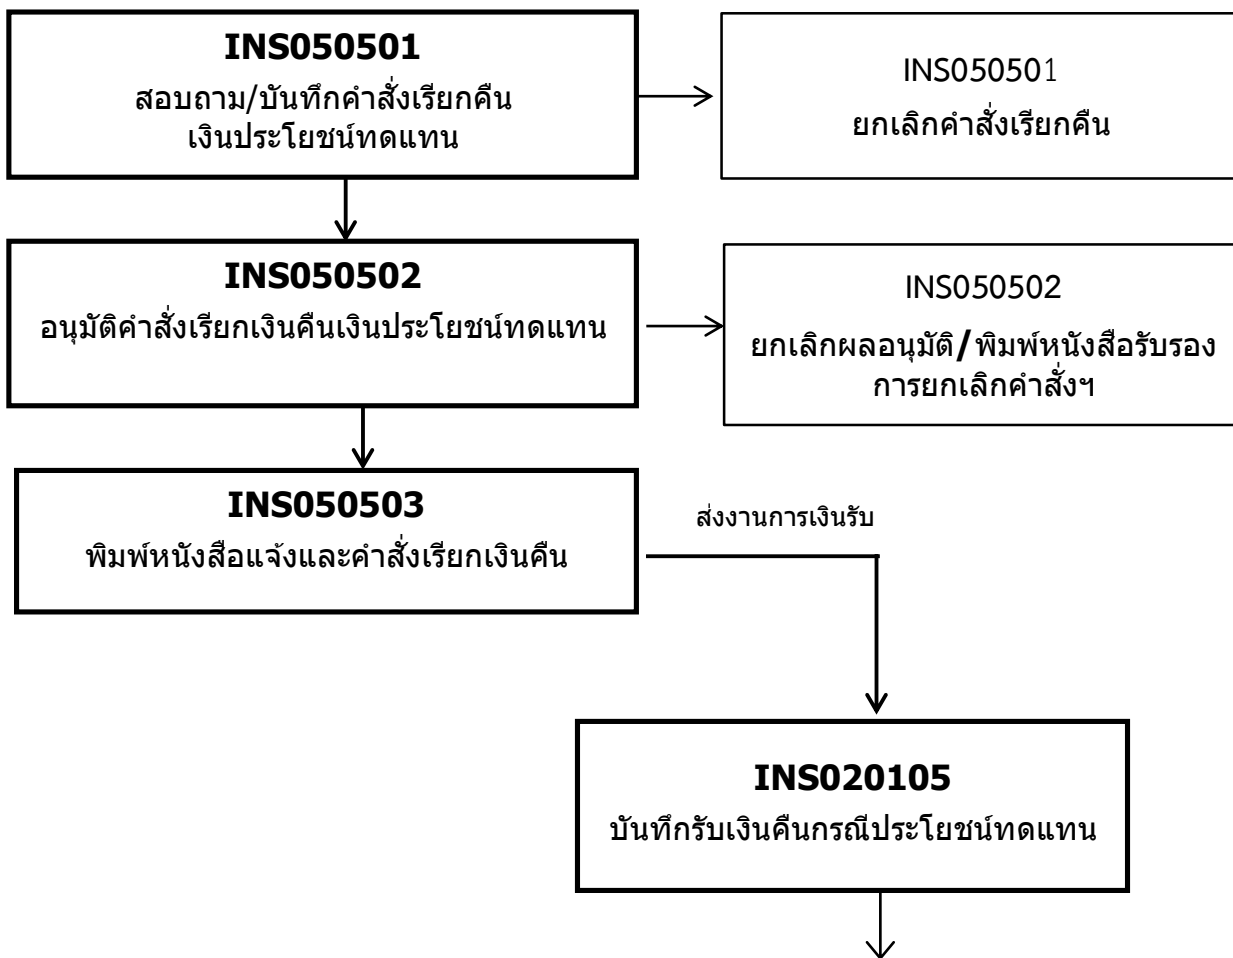 INS050501
สอบถาม/บันทึกคำสั่งเรียกคืน
เงินประโยชน์ทดแทน
INS050501
ยกเลิกคำสั่งเรียกคืน
INS050502
อนุมัติคำสั่งเรียกเงินคืนเงินประโยชน์ทดแทน
INS050502
ยกเลิกผลอนุมัติ/พิมพ์หนังสือรับรอง
การยกเลิกคำสั่งฯ
INS050503
พิมพ์หนังสือแจ้งและคำสั่งเรียกเงินคืน
ส่งงานการเงินรับ
INS020105
บันทึกรับเงินคืนกรณีประโยชน์ทดแทน